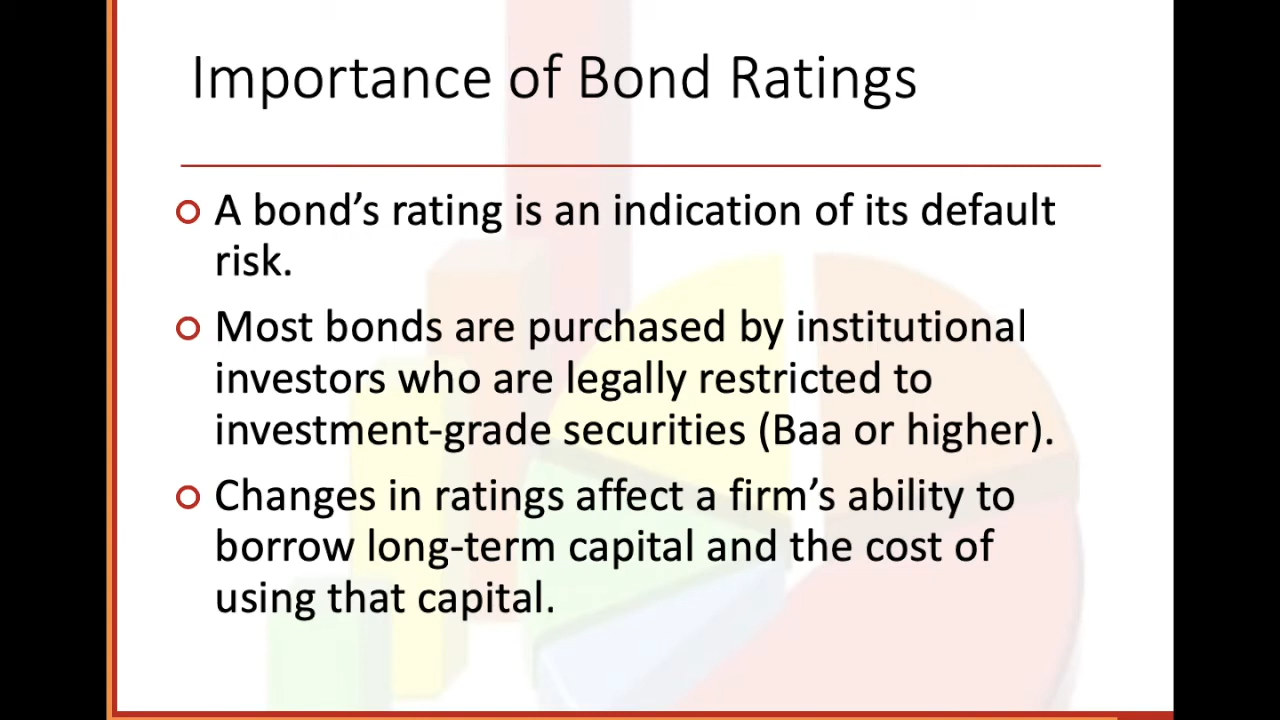 Importance of Bond Ratings
A bond’s rating is an indication of its default
risk.
Most bonds are purchased by institutional
investors who are legally restricted to
investment-grade securities (Baa or higher).
Changes in ratings affect a firm’s ability to
borrow long-term capital and the cost of
using that capital.